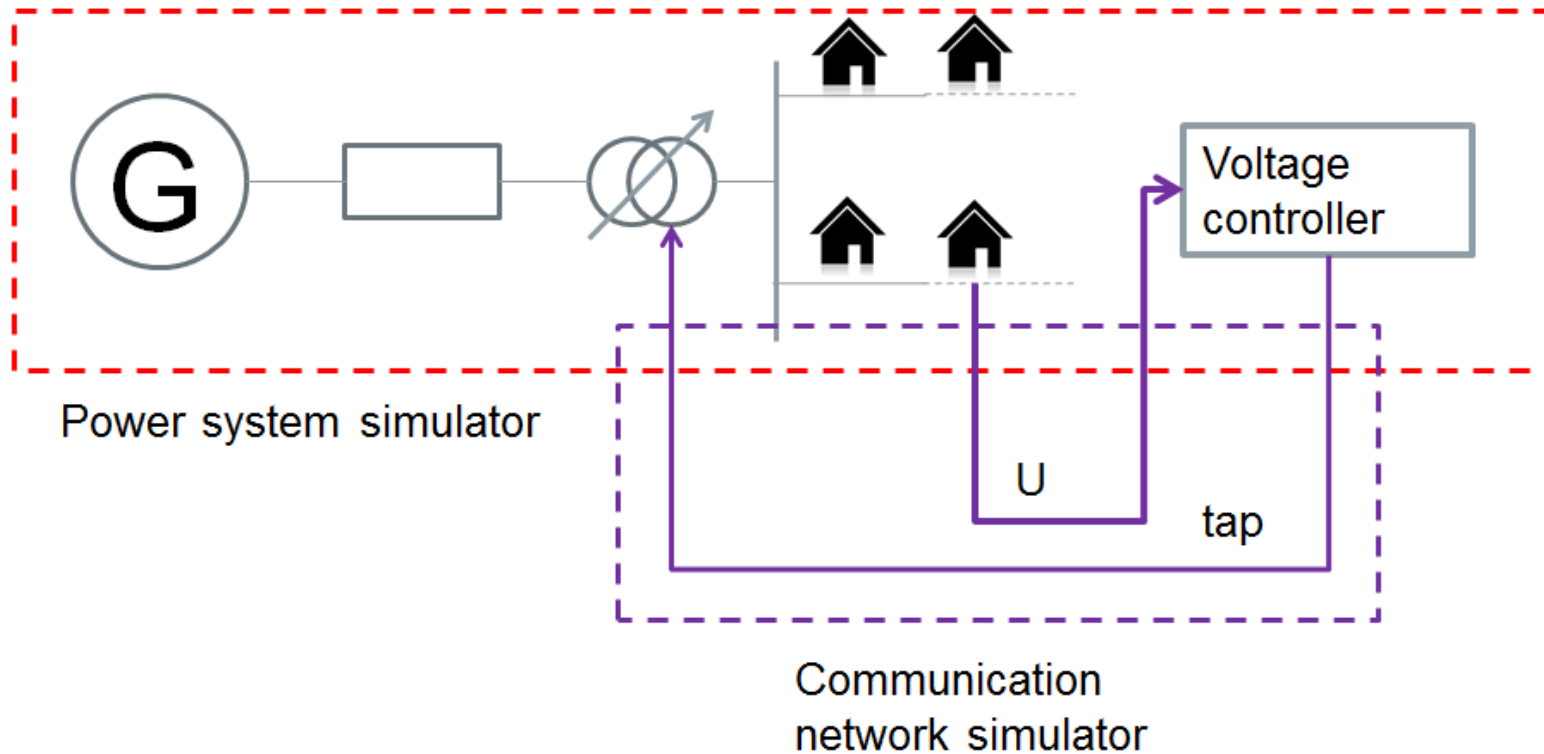 G
Voltage
controller
Power system simulator
U
tap
Communication
network simulator